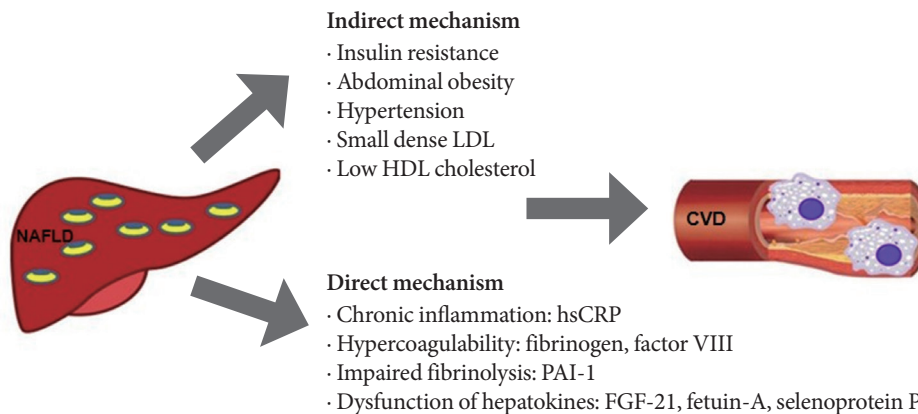 Indirect mechanism
· Insulin resistance
· Abdominal obesity
· Hypertension
· Small dense LDL
· Low HDL cholesterol
NAFLD
CVD
Direct mechanism
· Chronic inflammation: hsCRP
· Hypercoagulability: fibrinogen, factor VIII
· Impaired fibrinolysis: PAI-1
· Dysfunction of hepatokines: FGF-21, fetuin-A, selenoprotein P